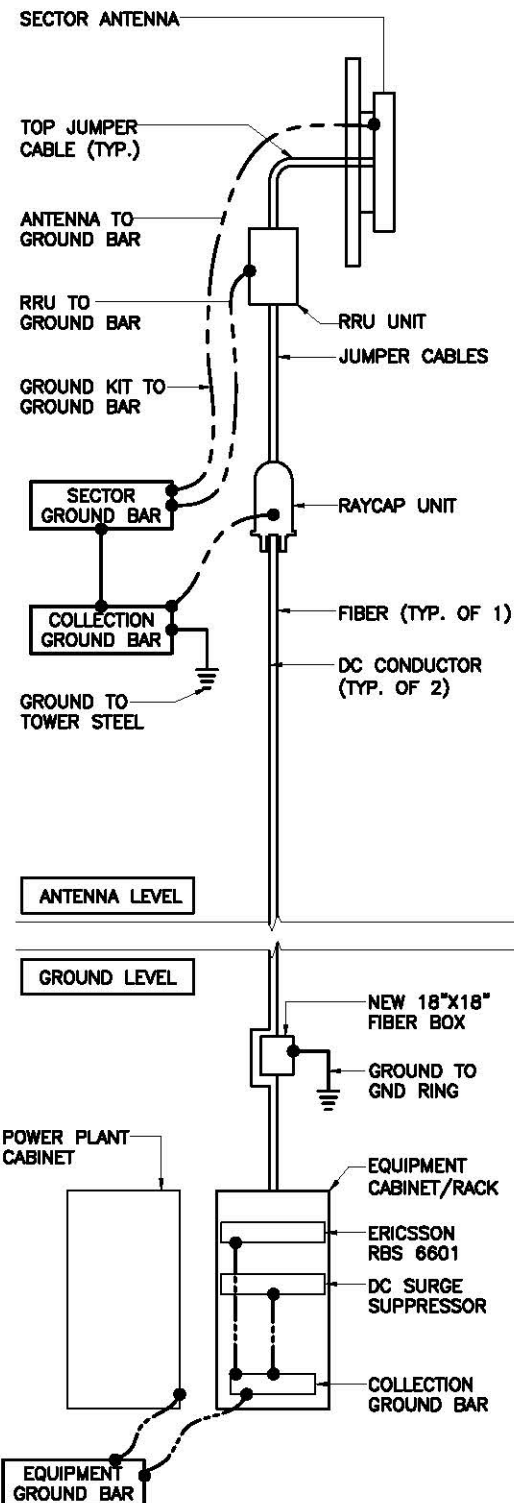 SECTOR ANTENNA
TOP JUMPER
CABLE (TYP.)
ANTENNA TO
GROUND BAR
RRU TO
GROUND BAR
RRU UNIT
JUMPER CABLES
GROUND KIT TO
GROUND BAR
SECTOR
GROUND BAR
RAYCAP UNIT
COLLECTION
GROUND BAR
FIBER (TYP. OF 1)
DC CONDUCTOR
(TYP. OF 2)
GROUND TO
TOWER STEEL
ANTENNA LEVEL
GROUND LEVEL
NEW 18"X18"
FIBER BOX
GROUND TO
GND RING
POWER PLANT
CABINET
EQUIPMENT
CABINET/RACK
ERICSSON
RBS 6601
DC SURGE
SUPPRESSOR
COLLECTION
GROUND BAR
EQUIPMENT
GROUND BAR